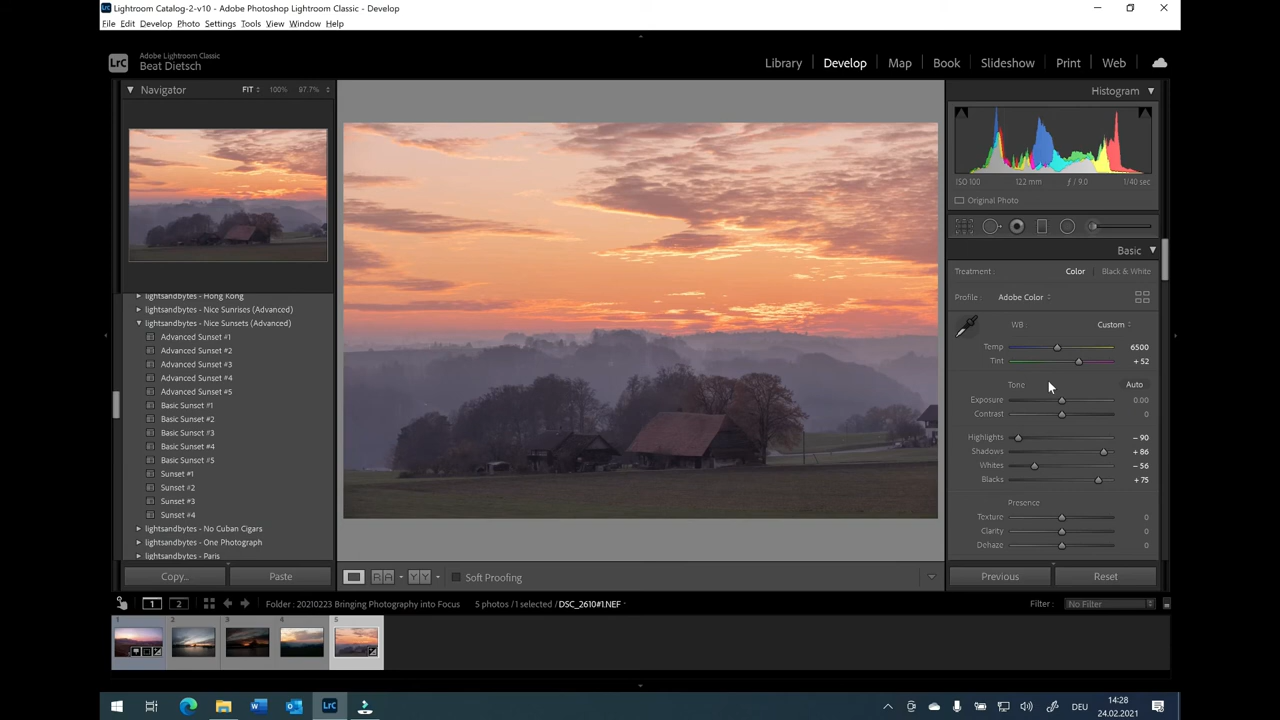 Lightroom Catalog-2-v10 - Adobe Photoshop Lightroom Classic - Develop
File Edit Develop Photo Settings Tools View Window Help
LrC
Adobe Lightroom Classic
Beat Dietsch
Library Develop Map Book Slideshow Print Web
Navigator FIT 100% 97.7%
lightsandbytes - Hong Kong
lightsandbytes - Nice Sunrises (Advanced)
lightsandbytes - Nice Sunsets (Advanced)
Advanced Sunset #1
Advanced Sunset #2
Advanced Sunset #3
Advanced Sunset #4
Advanced Sunset #5
Basic Sunset #1
Basic Sunset #2
Basic Sunset #3
Basic Sunset #4
Basic Sunset #5
Sunset #1
Sunset #2
Sunset #3
Sunset #4
lightsandbytes - No Cuban Cigars
lightsandbytes - One Photograph
lightsandbytes - Paris
Copy... Paste
Soft Proofing
Histogram
ISO 100 122 mm ƒ / 9.0 1/40 sec
Original Photo
Basic
Treatment : Color Black & White
Profile : Adobe Color
WB : Custom
Temp 6500
Tint + 52
Tone Auto
Exposure 0.00
Contrast 0
Highlights – 90
Shadows + 86
Whites – 56
Blacks + 75
Presence
Texture 0
Clarity 0
Dehaze 0
Previous Reset
1 2 Folder : 20210223 Bringing Photography into Focus 5 photos / 1 selected / DSC_2610#1.NEF Filter : No Filter
1 2 3 4 5
LrC
DEU 14:28
24.02.2021